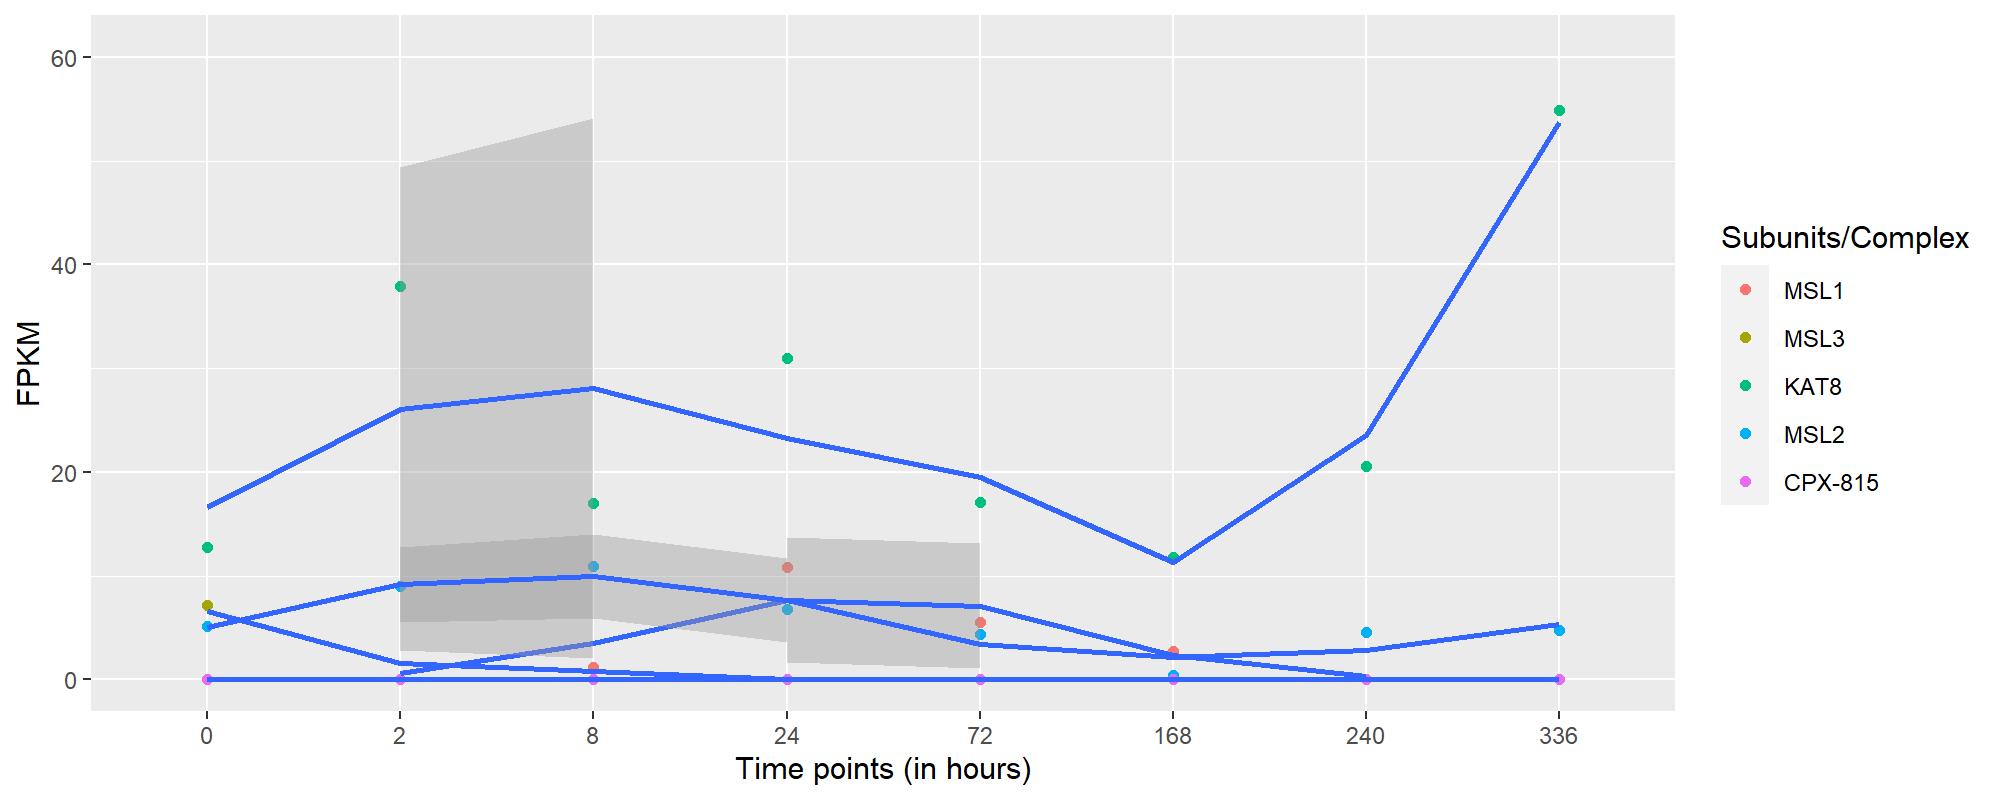 60
40
20
0
FPKM
0 2 8 24 72 168 240 336
Time points (in hours)
Subunits/Complex
MSL1
MSL3
KAT8
MSL2
CPX-815